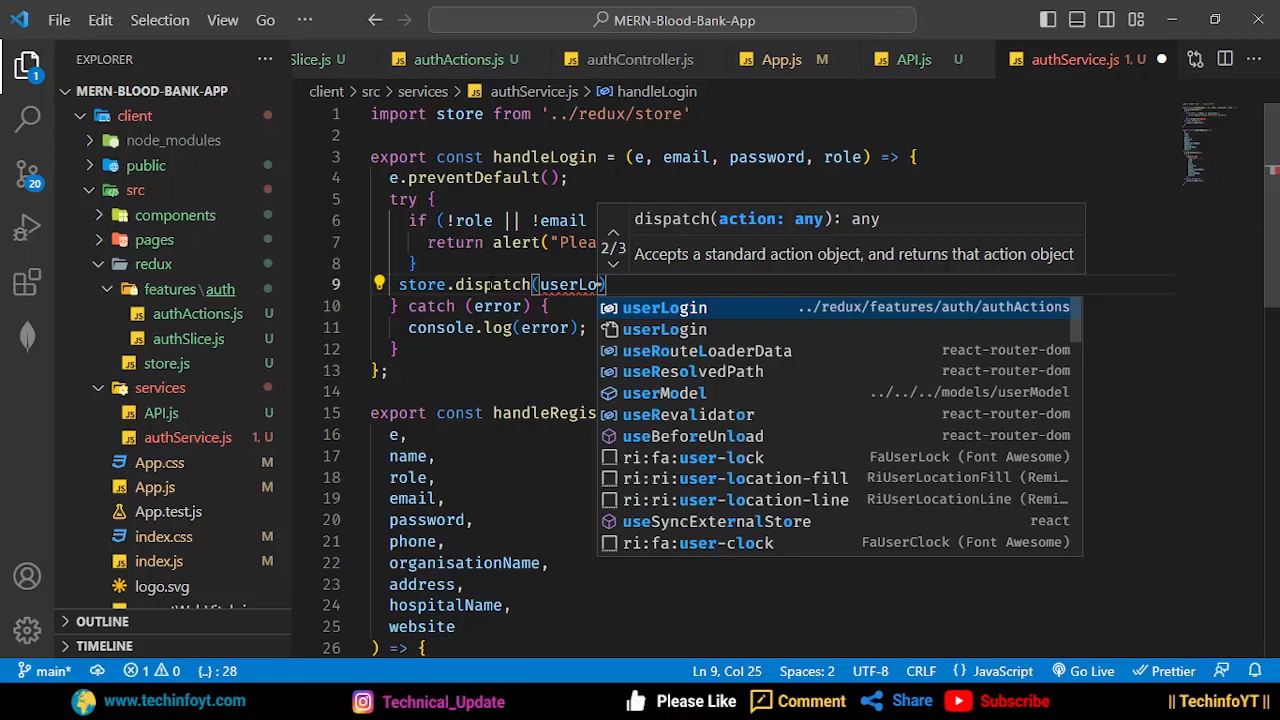 File Edit Selection View Go ··· MERN-Blood-Bank-App
EXPLORER ···
Slice.js U authActions.js U authController.js App.js M API.js U authService.js 1, U ···
MERN-BLOOD-BANK-APP
client > src > services > authService.js > handleLogin
1
20
client
node_modules
public
src
components
pages
redux
features\auth
authActions.js U
authSlice.js U
store.js U
services
API.js U
authService.js 1, U
App.css M
App.js M
App.test.js
index.css M
index.js M
logo.svg
OUTLINE
TIMELINE
1 import store from '../redux/store'
2
3 export const handleLogin = (e, email, password, role) => {
4 e.preventDefault();
5 try {
6 if (!role || !email
7 return alert("Plea
8 }
9 store.dispatch(userLo)
10 } catch (error) {
11 console.log(error);
12 }
13 };
14
15 export const handleRegis
16 e,
17 name,
18 role,
19 email,
20 password,
21 phone,
22 organisationName,
23 address,
24 hospitalName,
25 website
26 ) => {
dispatch(action: any): any
2/3
Accepts a standard action object, and returns that action object
userLogin ../redux/features/auth/authActions
userLogin
useRouteLoaderData react-router-dom
useResolvedPath react-router-dom
userModel ../../../models/userModel
useRevalidator react-router-dom
useBeforeUnload react-router-dom
ri:fa:user-lock FaUserLock (Font Awesome)
ri:ri:user-location-fill RiUserLocationFill (Remi…
ri:ri:user-location-line RiUserLocationLine (Remi…
useSyncExternalStore react
ri:fa:user-clock FaUserClock (Font Awesome)
main* 1 0 {..} : 28 Ln 9, Col 25 Spaces: 2 UTF-8 CRLF {} JavaScript Go Live Prettier
www.techinfoyt.com Technical_Update Please Like Comment Share Subscribe || TechinfoYT ||